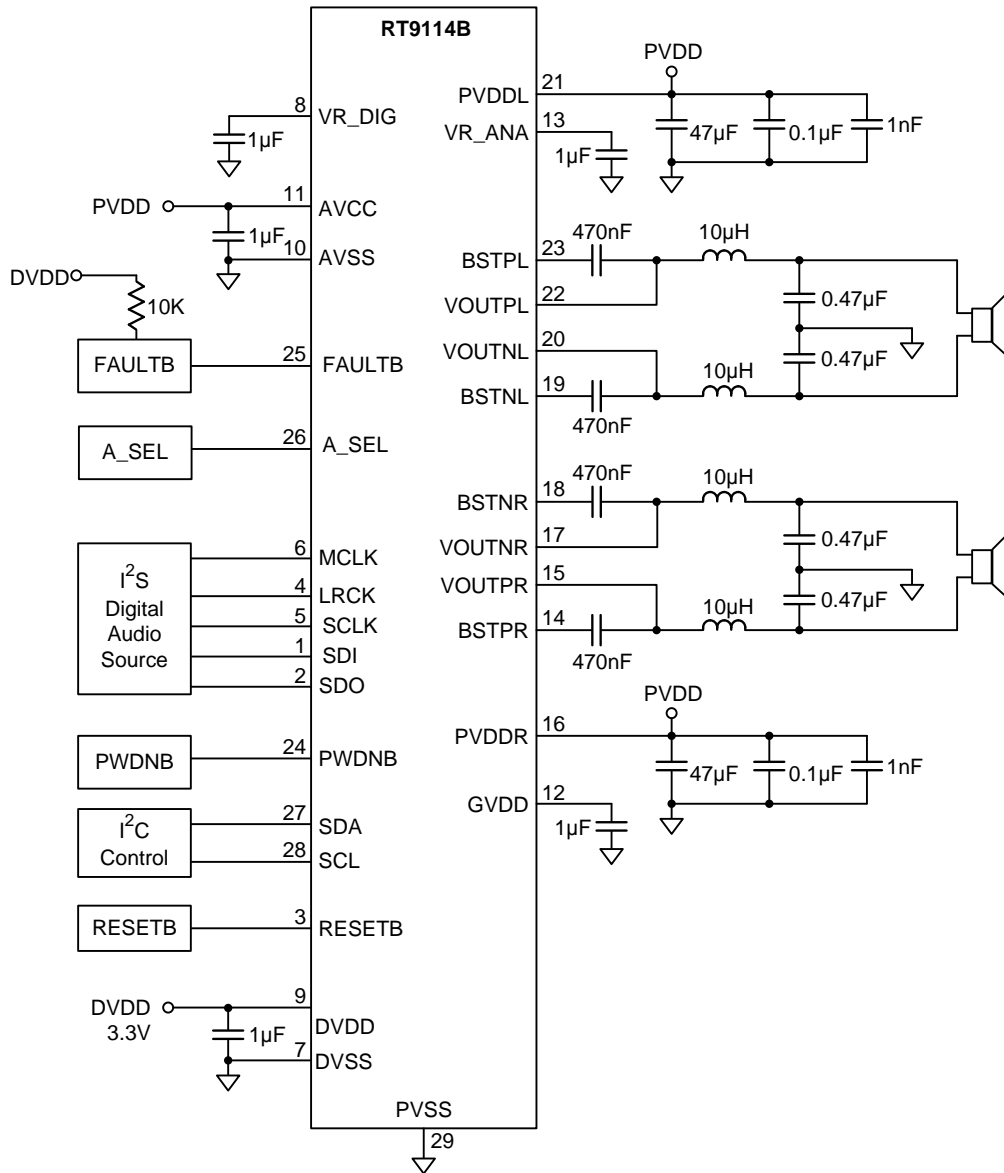 RT9114B
8
VR_DIG
1µF
PVDD
11
AVCC
1µF
10
AVSS
DVDD
10K
FAULTB
25
FAULTB
A_SEL
26
A_SEL
I²S
Digital
Audio
Source
6
MCLK
4
LRCK
5
SCLK
1
SDI
2
SDO
PWDNB
24
PWDNB
I²C
Control
27
SDA
28
SCL
RESETB
3
RESETB
DVDD
3.3V
9
DVDD
1µF
7
DVSS
PVSS
29
PVDD
PVDDL
21
47µF
0.1µF
1nF
VR_ANA
13
1µF
BSTPL
23
470nF
10µH
VOUTPL
22
0.47µF
VOUTNL
20
0.47µF
BSTNL
19
470nF
10µH
BSTNR
18
470nF
10µH
VOUTNR
17
0.47µF
VOUTPR
15
0.47µF
BSTPR
14
470nF
10µH
PVDD
PVDDR
16
47µF
0.1µF
1nF
GVDD
12
1µF